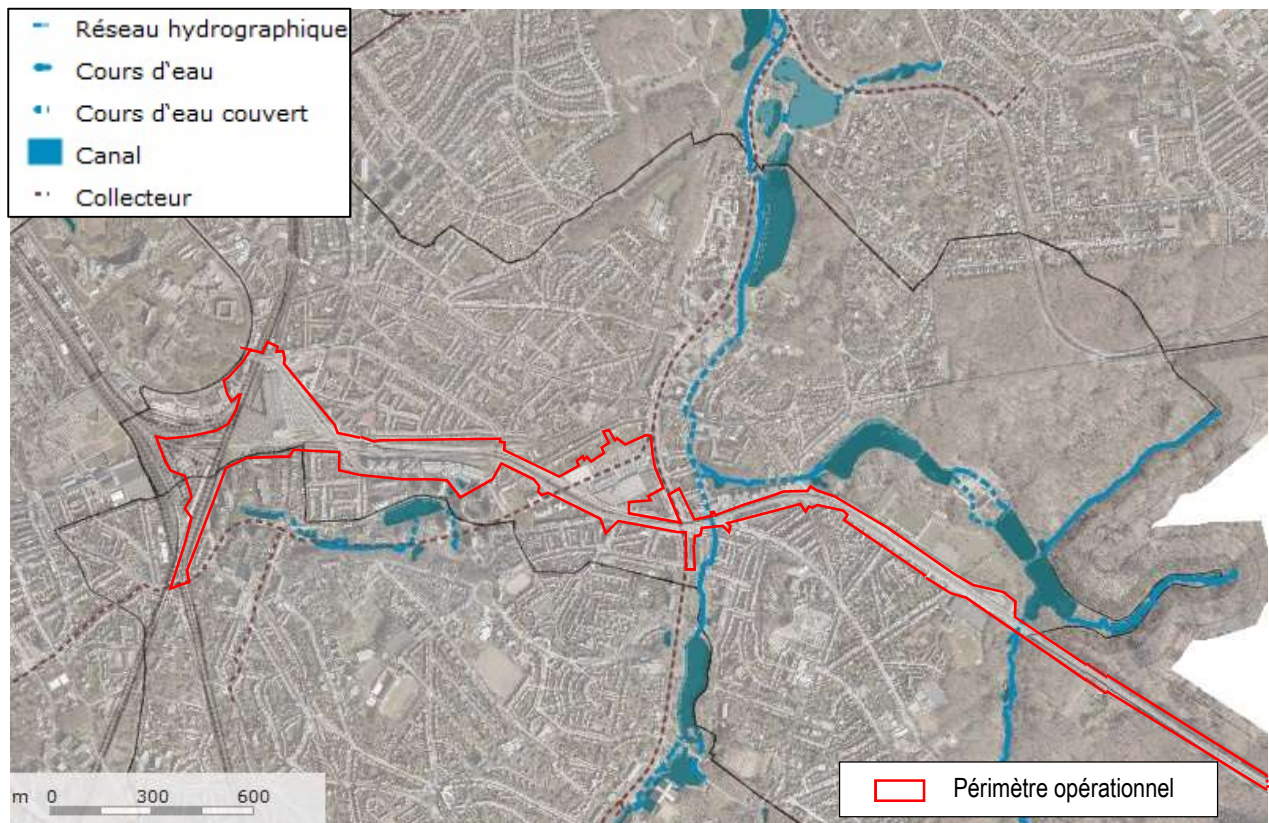 Réseau hydrographique
Cours d'eau
Cours d'eau couvert
Canal
Collecteur
m 0 300 600
Périmètre opérationnel